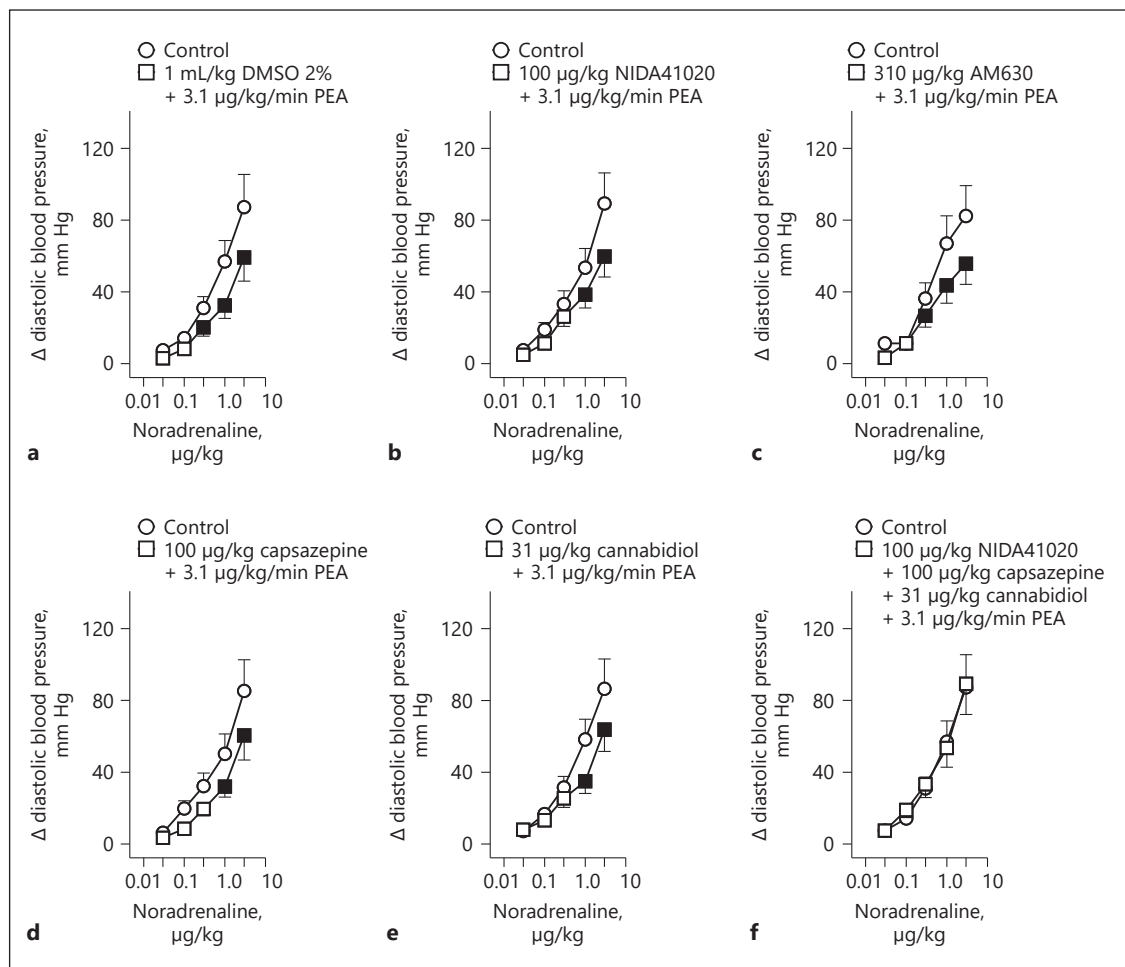 Control
1 mL/kg DMSO 2%
+ 3.1 µg/kg/min PEA
120
80
40
0
Δ diastolic blood pressure,
mm Hg
0.01 0.1 1.0 10
Noradrenaline,
µg/kg
a
Control
100 µg/kg NIDA41020
+ 3.1 µg/kg/min PEA
120
80
40
0
Δ diastolic blood pressure,
mm Hg
0.01 0.1 1.0 10
Noradrenaline,
µg/kg
b
Control
310 µg/kg AM630
+ 3.1 µg/kg/min PEA
120
80
40
0
Δ diastolic blood pressure,
mm Hg
0.01 0.1 1.0 10
Noradrenaline,
µg/kg
c
Control
100 µg/kg capsazepine
+ 3.1 µg/kg/min PEA
120
80
40
0
Δ diastolic blood pressure,
mm Hg
0.01 0.1 1.0 10
Noradrenaline,
µg/kg
d
Control
31 µg/kg cannabidiol
+ 3.1 µg/kg/min PEA
120
80
40
0
Δ diastolic blood pressure,
mm Hg
0.01 0.1 1.0 10
Noradrenaline,
µg/kg
e
Control
100 µg/kg NIDA41020
+ 100 µg/kg capsazepine
+ 31 µg/kg cannabidiol
+ 3.1 µg/kg/min PEA
120
80
40
0
Δ diastolic blood pressure,
mm Hg
0.01 0.1 1.0 10
Noradrenaline,
µg/kg
f